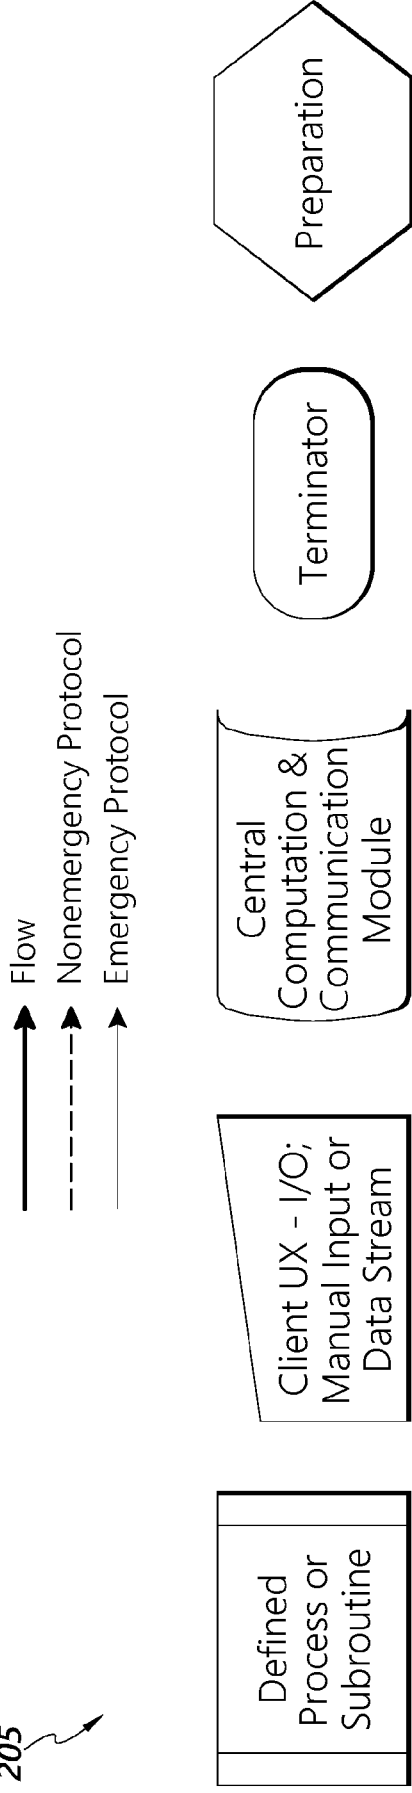 205
Flow
Nonemergency Protocol
Emergency Protocol
Defined
Process or
Subroutine
Client UX - I/O;
Manual Input or
Data Stream
Central
Computation &
Communication
Module
Terminator
Preparation